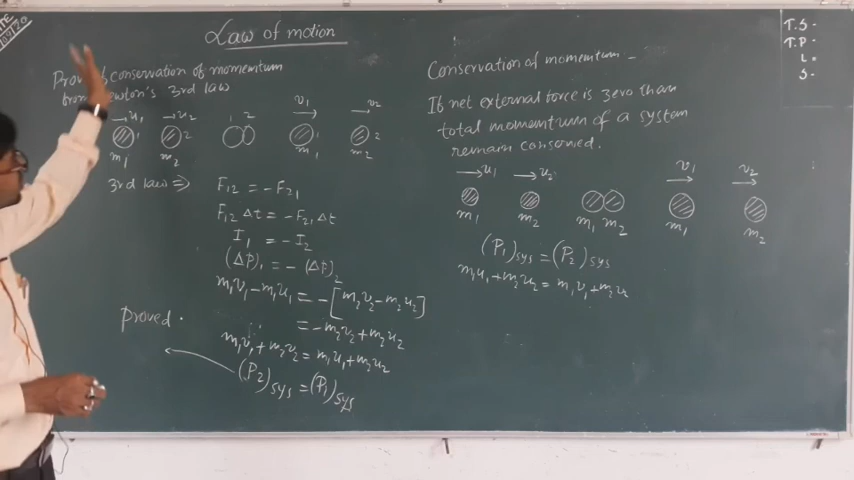 Law of motion
Proof of conservation of momentum
from Newton's 3rd law
u₁ u₂ 1 2 v₁ v₂
1 2 1 2
m₁ m₂ m₁ m₂
3rd law ⇒ F₁₂ = -F₂₁
F₁₂ Δt = -F₂₁ Δt
I₁ = -I₂
(ΔP)₁ = -(ΔP)₂
m₁v₁-m₁u₁ = -[m₂v₂-m₂u₂]
= -m₂v₂+m₂u₂
m₁v₁+m₂v₂ = m₁u₁+m₂u₂
(P₂)sys = (P₁)sys
Proved.
Conservation of momentum -
If net external force is zero than
total momentum of a system
remain conserved.
u₁ v₂ v₁ v₂
m₁ m₂ m₁ m₂ m₁ m₂
(P₁)sys = (P₂)sys
m₁u₁+m₂u₂ = m₁v₁+m₂v₂
T.S-
T.P-
L=
S-